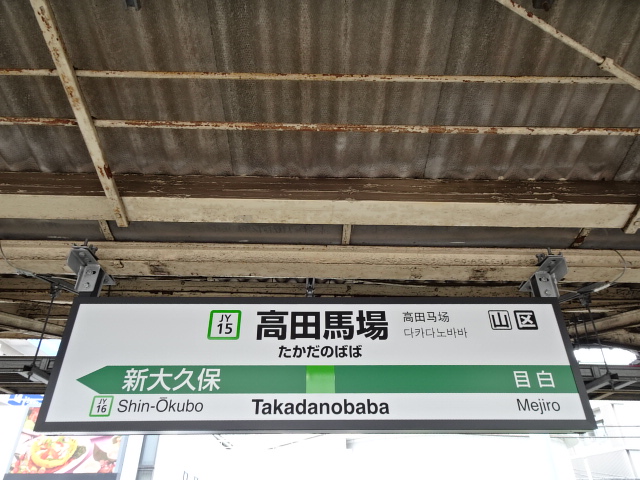 JY
15
高田馬場
高田马场
다카다노바바
山 区
たかだのばば
新大久保
目白
JY
16
Shin-Ōkubo
Takadanobaba
Mejiro